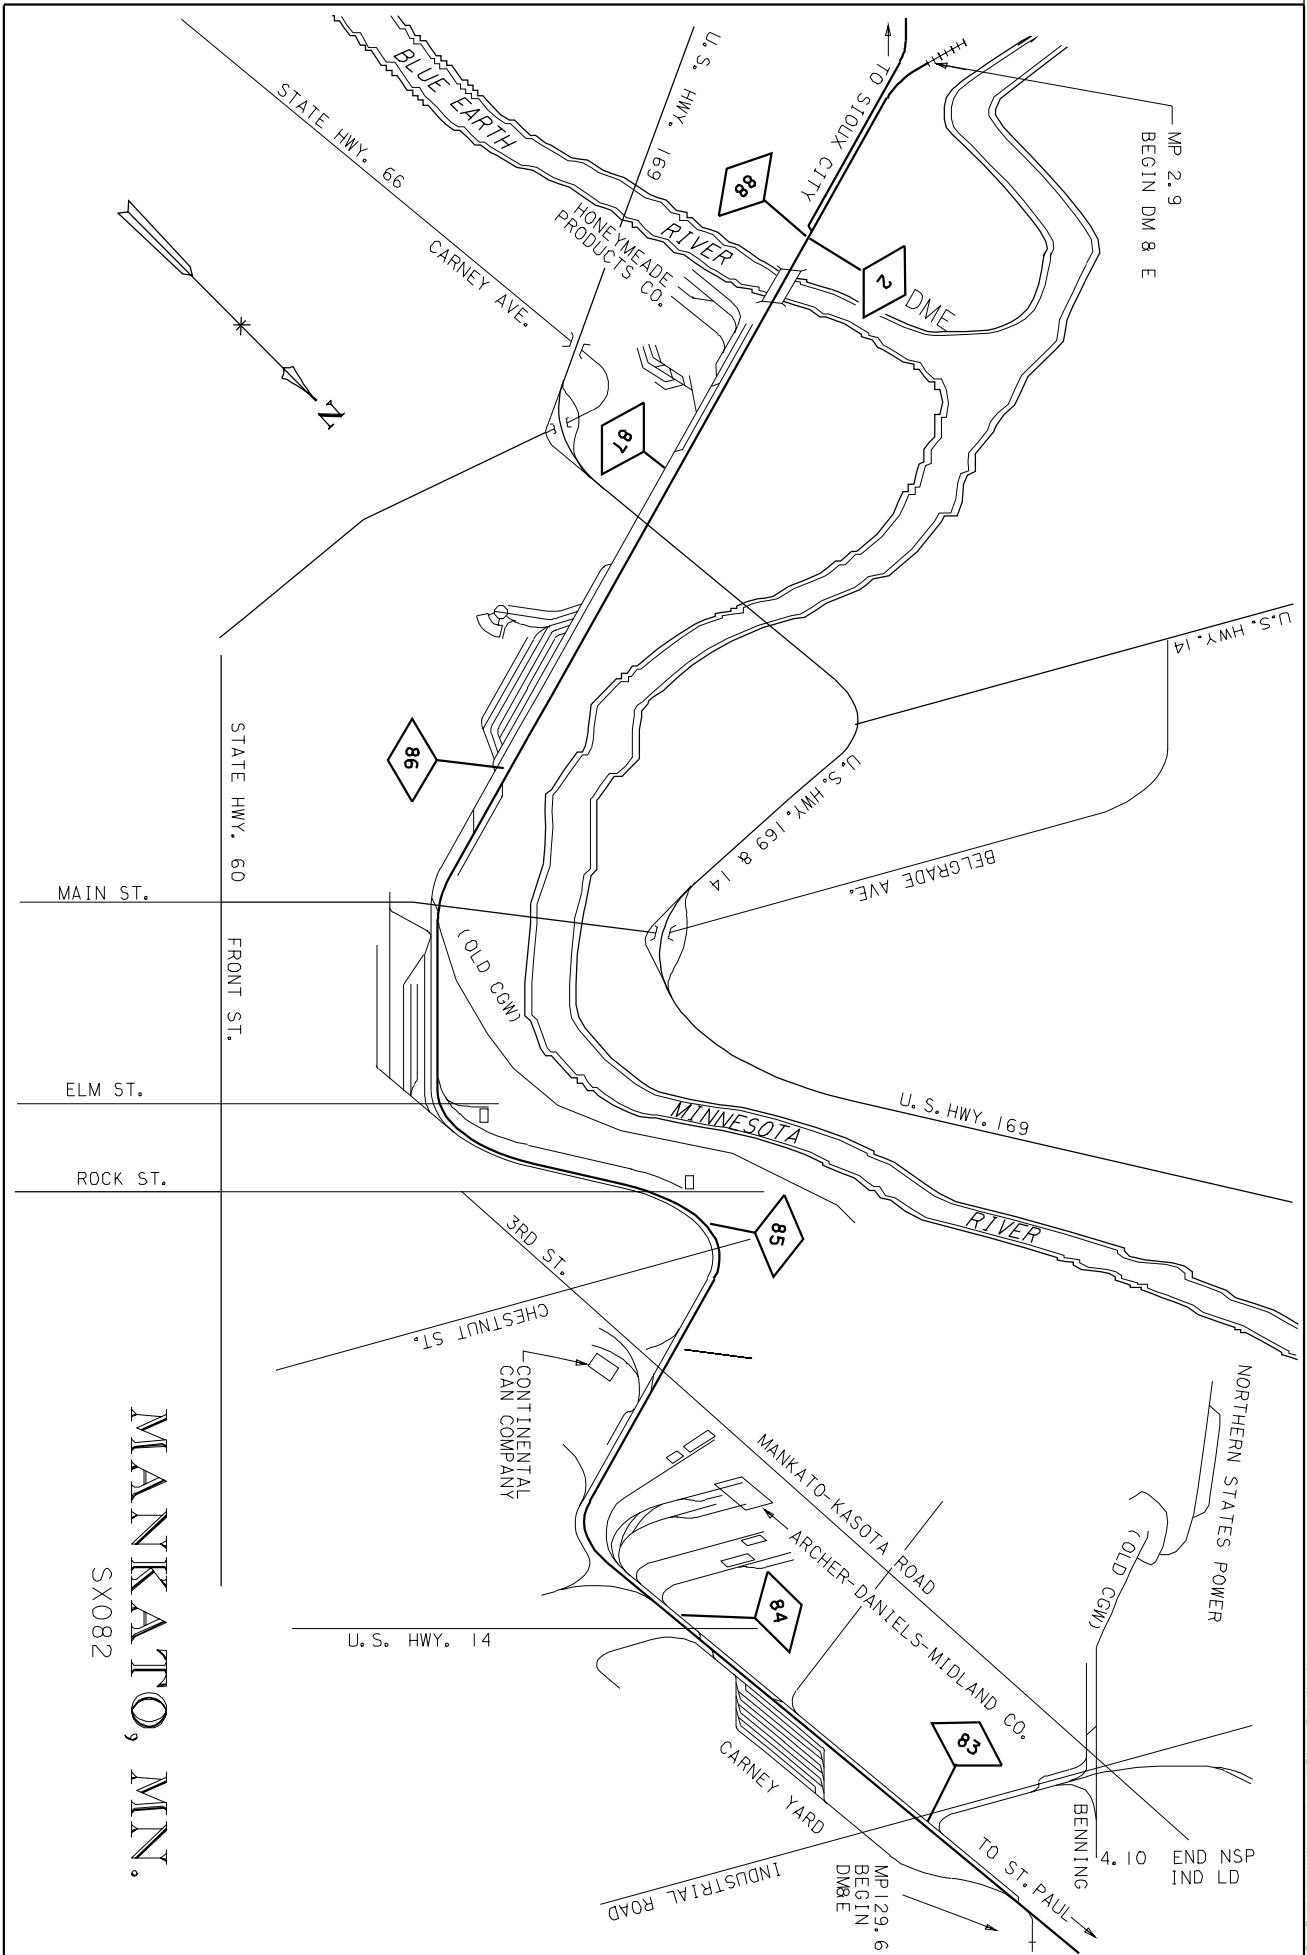 MP 2.9
BEGIN DM & E
TO SIOUX CITY
U.S. HWY. 169
BLUE EARTH
RIVER
STATE HWY. 66
CARNEY AVE.
HONEYMEADE
PRODUCTS CO.
88
2
DME
N
87
U.S. HWY. 14
86
STATE HWY. 60
U.S. HWY. 169 & 14
BELGRADE AVE.
MAIN ST.
FRONT ST.
(OLD CGW)
ELM ST.
MINNESOTA
RIVER
U.S. HWY. 169
ROCK ST.
3RD ST.
85
CHESTNUT ST.
CONTINENTAL
CAN COMPANY
MANKATO-KASOTA ROAD
ARCHER-DANIELS-MIDLAND CO.
NORTHERN STATES POWER
(OLD CGW)
84
U.S. HWY. 14
CARNEY YARD
83
INDUSTRIAL ROAD
BENNING
4.10 END NSP
IND LD
TO ST. PAUL
MP129.6
BEGIN
DM&E
MANKATO, MN.
SX082